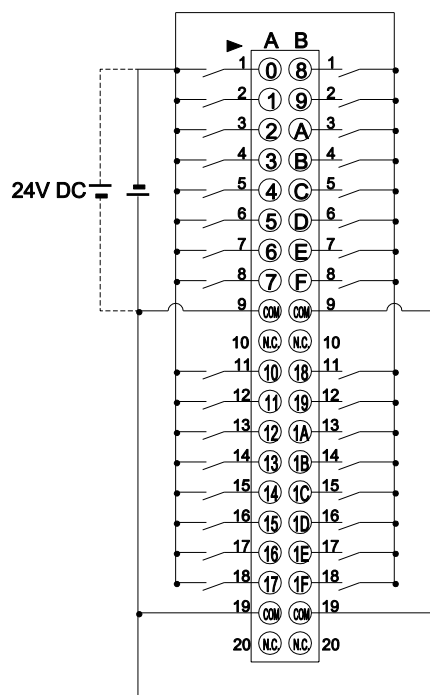 A B
1 0 8 1
2 1 9 2
3 2 A 3
4 3 B 4
24V DC 5 4 C 5
6 5 D 6
7 6 E 7
8 7 F 8
9 COM COM 9
10 N.C. N.C. 10
11 10 18 11
12 11 19 12
13 12 1A 13
14 13 1B 14
15 14 1C 15
16 15 1D 16
17 16 1E 17
18 17 1F 18
19 COM COM 19
20 N.C. N.C. 20